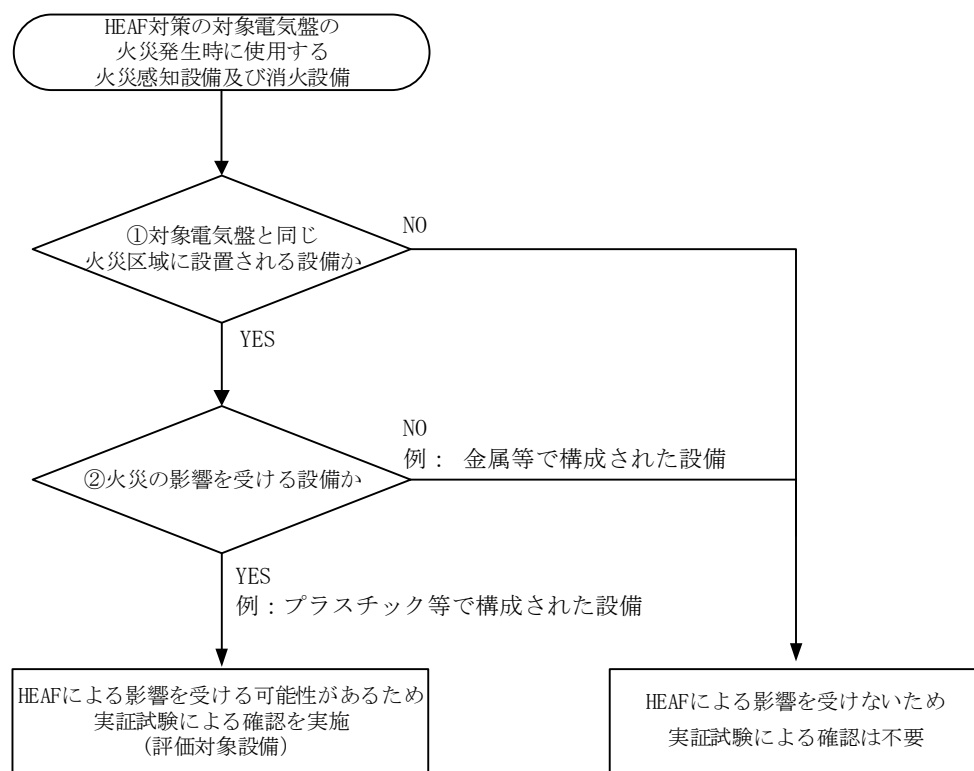 HEAF対策の対象電気盤の
火災発生時に使用する
火災感知設備及び消火設備
①対象電気盤と同じ
火災区域に設置される設備か
NO
YES
②火災の影響を受ける設備か
NO
例： 金属等で構成された設備
YES
例：プラスチック等で構成された設備
HEAFによる影響を受ける可能性があるため
実証試験による確認を実施
(評価対象設備)
HEAFによる影響を受けないため
実証試験による確認は不要